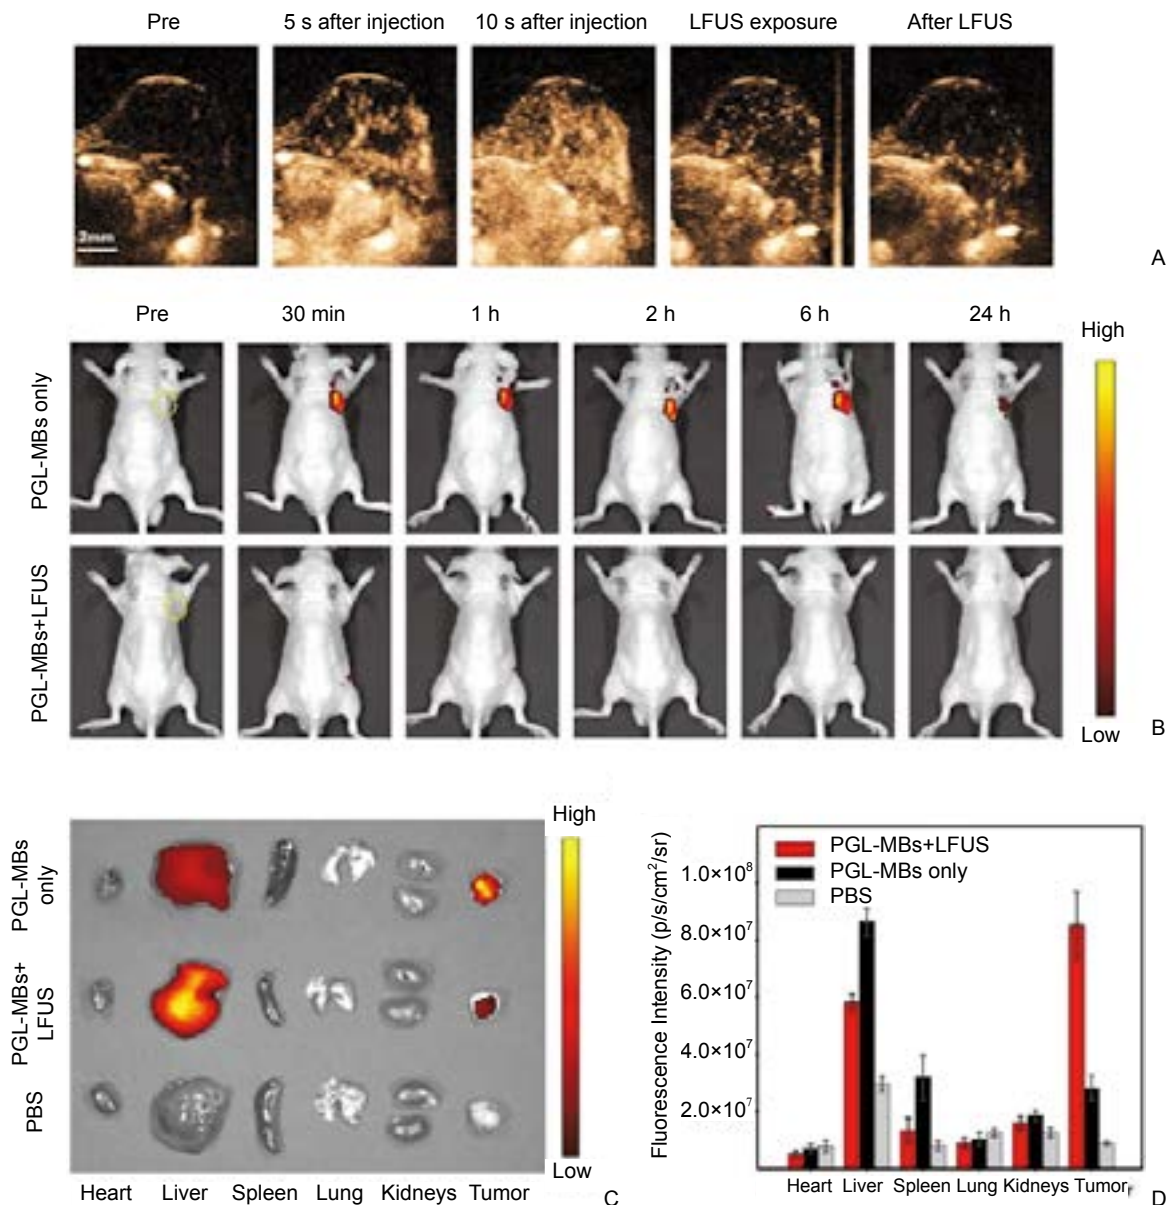 Pre 5 s after injection 10 s after injection LFUS exposure After LFUS
2mm
A
Pre 30 min 1 h 2 h 6 h 24 h
High
PGL-MBs only
PGL-MBs+LFUS
Low
B
High
PGL-MBs
only
PGL-MBs+
LFUS
PBS
Low
Heart Liver Spleen Lung Kidneys Tumor
C
Fluorescence Intensity (p/s/cm²/sr)
PGL-MBs+LFUS
PGL-MBs only
PBS
1.0×10⁸
8.0×10⁷
6.0×10⁷
4.0×10⁷
2.0×10⁷
Heart Liver Spleen Lung Kidneys Tumor
D